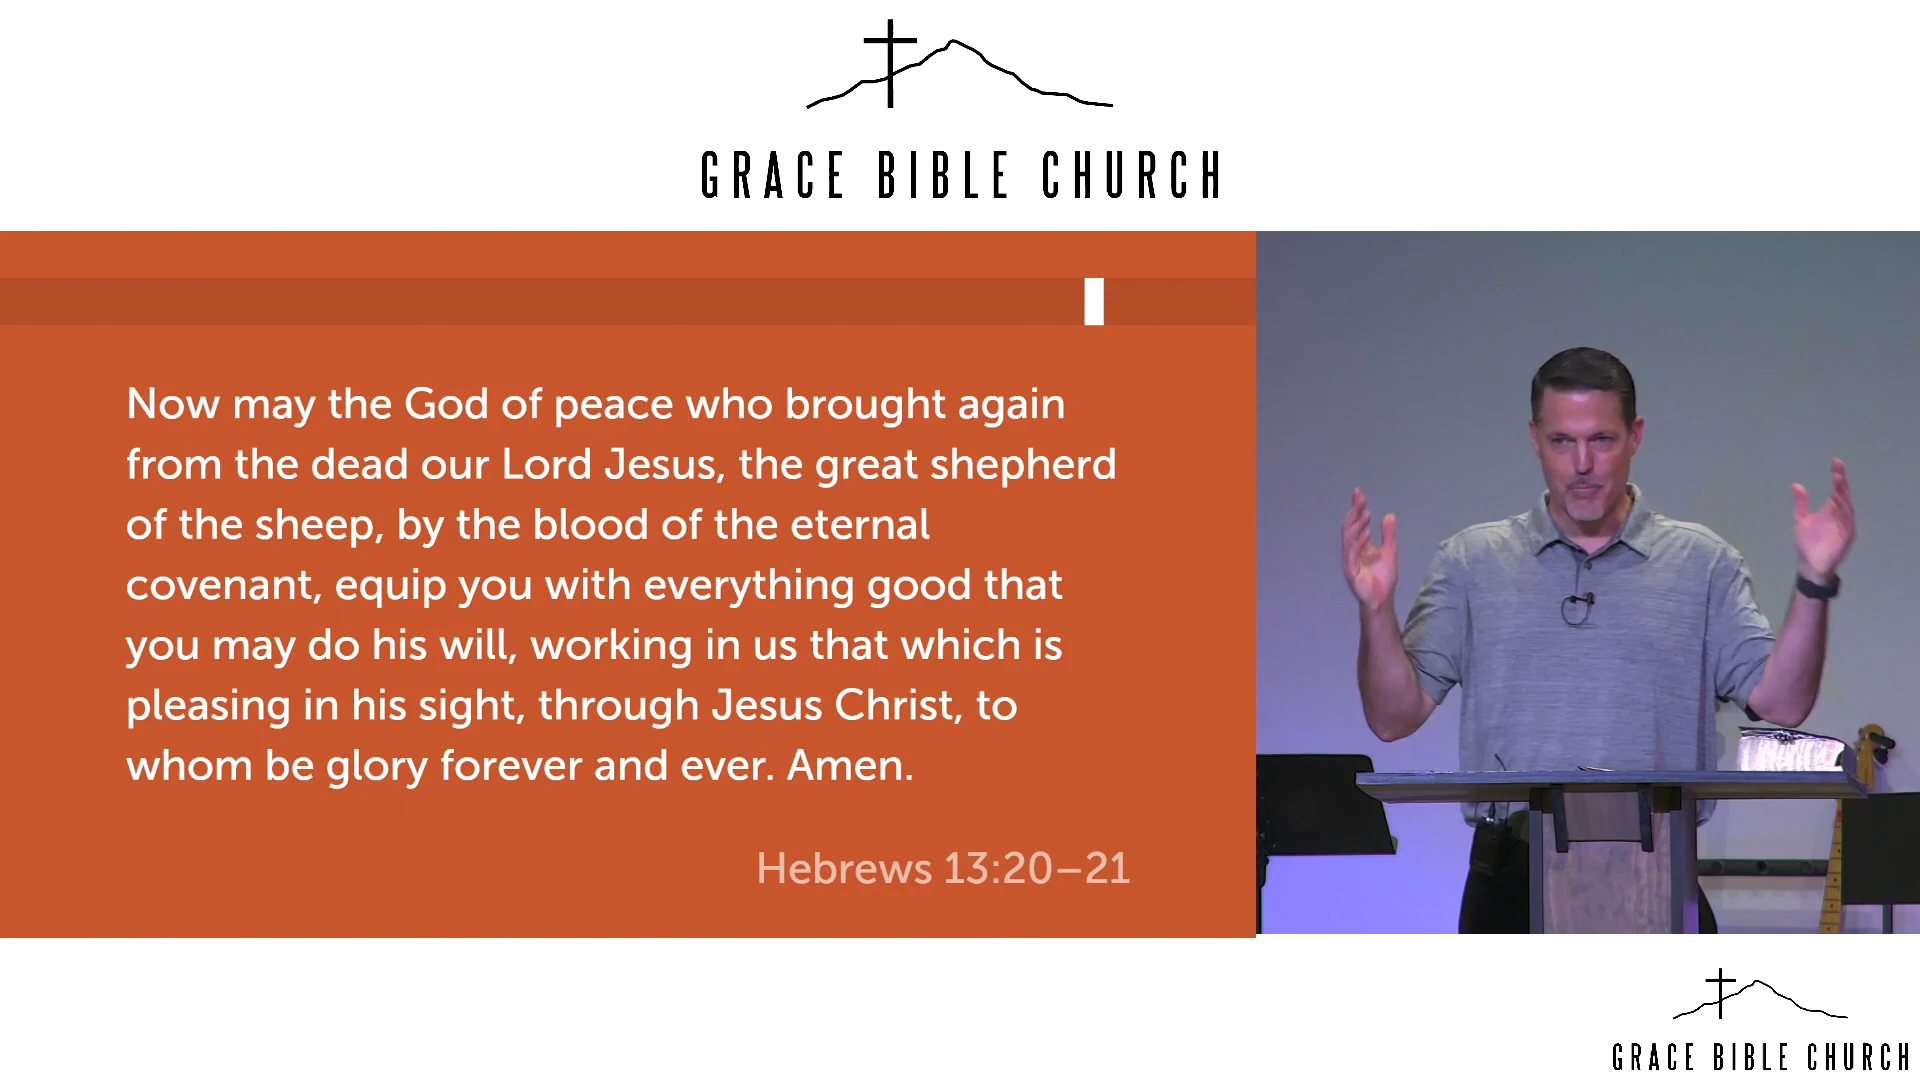 GRACE BIBLE CHURCH
Now may the God of peace who brought again
from the dead our Lord Jesus, the great shepherd
of the sheep, by the blood of the eternal
covenant, equip you with everything good that
you may do his will, working in us that which is
pleasing in his sight, through Jesus Christ, to
whom be glory forever and ever. Amen.
Hebrews 13:20–21
GRACE BIBLE CHURCH